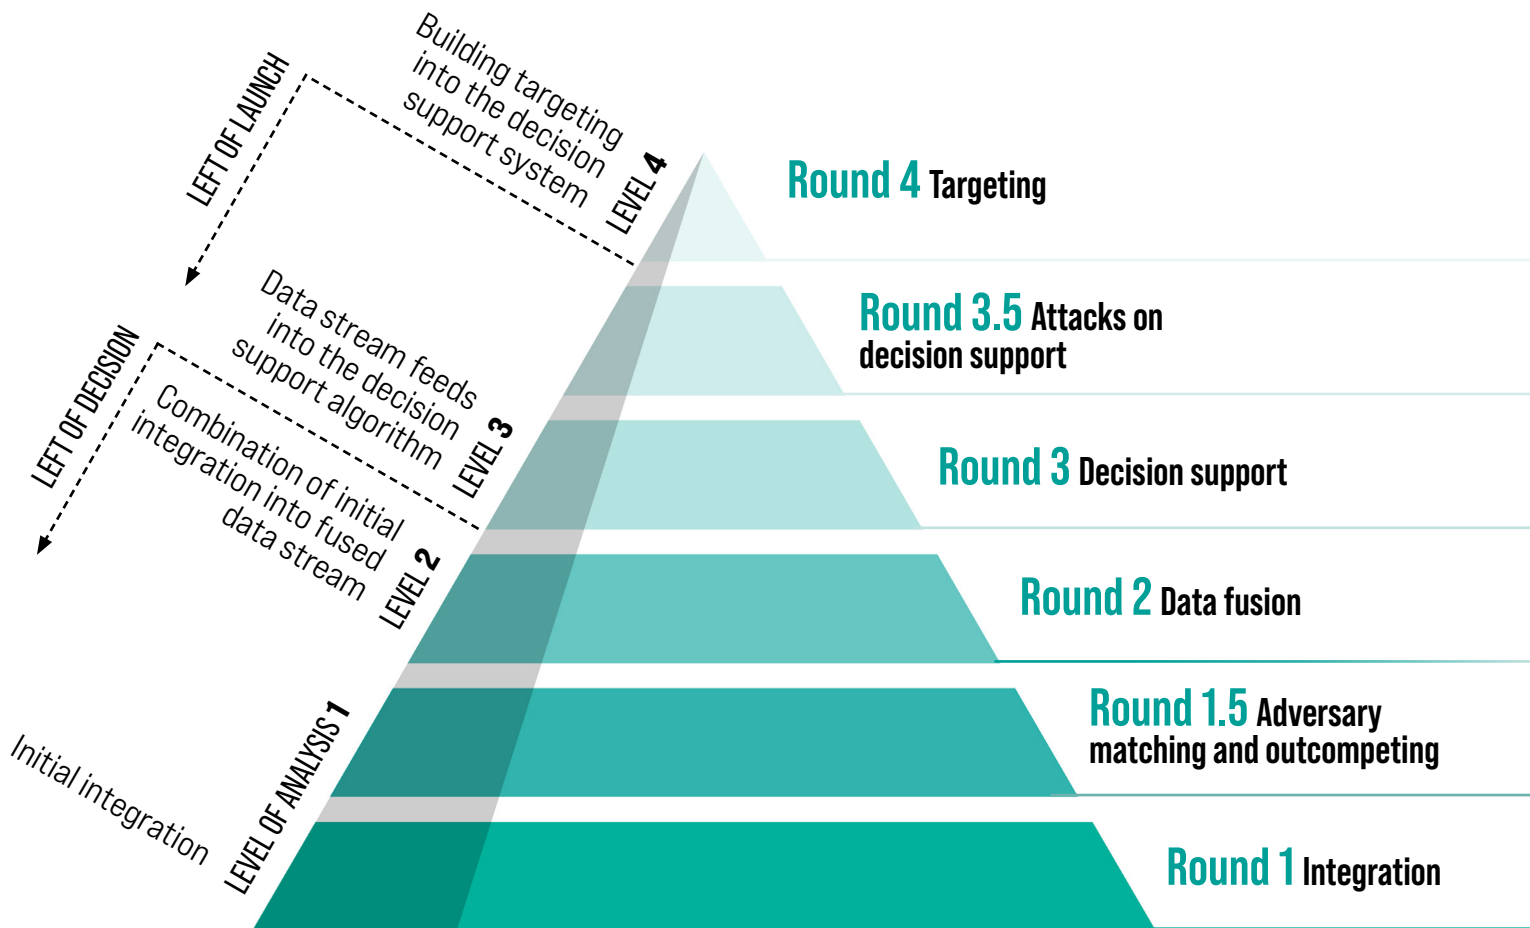 Building targeting
into the decision
support system
LEVEL 4
LEFT OF LAUNCH
Data stream feeds
into the decision
support algorithm
LEVEL 3
LEFT OF DECISION
Combination of initial
integration into fused
data stream
LEVEL 2
Initial integration
LEVEL OF ANALYSIS 1
Round 4 Targeting
Round 3.5 Attacks on
decision support
Round 3 Decision support
Round 2 Data fusion
Round 1.5 Adversary
matching and outcompeting
Round 1 Integration